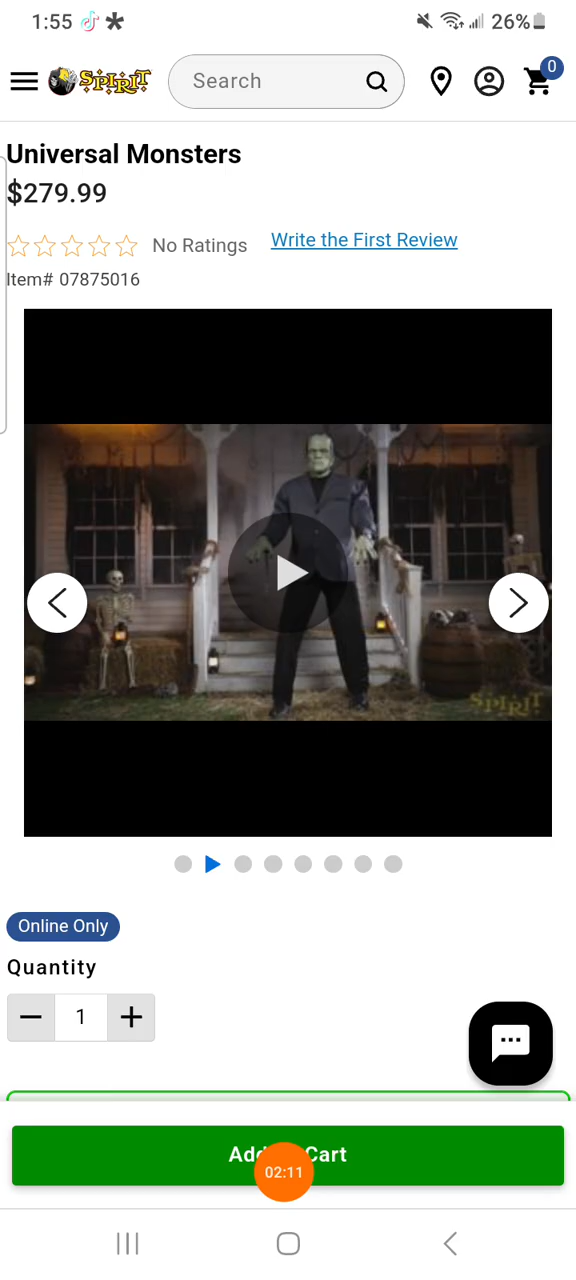 1:55
26%
0
SPIRIT
Search
Universal Monsters
$279.99
No Ratings
Write the First Review
Item# 07875016
SPIRIT
Online Only
Quantity
1
Cart
02:11